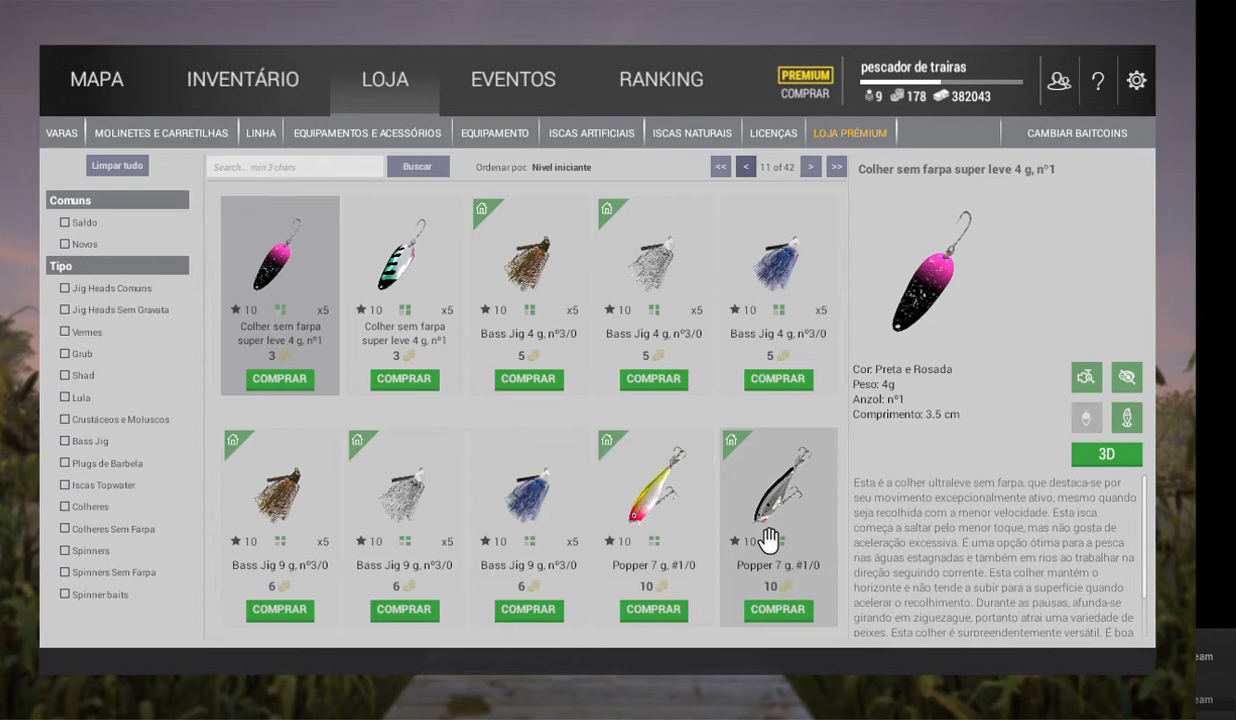 MAPA
INVENTÁRIO
LOJA
EVENTOS
RANKING
PREMIUM
COMPRAR
pescador de trairas
9 178 382043
?
VARAS
MOLINETES E CARRETILHAS
LINHA
EQUIPAMENTOS E ACESSÓRIOS
EQUIPAMENTO
ISCAS ARTIFICIAIS
ISCAS NATURAIS
LICENÇAS
LOJA PRÉMIUM
CAMBIAR BAITCOINS
Limpar tudo
Search... min 3 chars
Buscar
Ordenar por: Nível iniciante
<< < 11 of 42 > >>
Comuns
Saldo
Novos
Tipo
Jig Heads Comuns
Jig Heads Sem Gravata
Vermes
Grub
Shad
Lula
Crustáceos e Moluscos
Bass Jig
Plugs de Barbela
Iscas Topwater
Colheres
Colheres Sem Farpa
Spinners
Spinners Sem Farpa
Spinner baits
10 x5
Colher sem farpa
super leve 4 g, nº1
3
COMPRAR
10 x5
Colher sem farpa
super leve 4 g, nº1
3
COMPRAR
10 x5
Bass Jig 4 g, nº3/0
5
COMPRAR
10 x5
Bass Jig 4 g, nº3/0
5
COMPRAR
10 x5
Bass Jig 4 g, nº3/0
5
COMPRAR
10 x5
Bass Jig 9 g, nº3/0
6
COMPRAR
10 x5
Bass Jig 9 g, nº3/0
6
COMPRAR
10 x5
Bass Jig 9 g, nº3/0
6
COMPRAR
10
Popper 7 g, #1/0
10
COMPRAR
10
Popper 7 g, #1/0
10
COMPRAR
Colher sem farpa super leve 4 g, nº1
Cor: Preta e Rosada
Peso: 4g
Anzol: nº1
Comprimento: 3.5 cm
3D
Esta é a colher ultraleve sem farpa, que destaca-se por
seu movimento excepcionalmente ativo, mesmo quando
seja recolhida com a menor velocidade. Esta isca
começa a saltar pelo menor toque, mas não gosta de
aceleração excessiva. É uma opção ótima para a pesca
nas águas estagnadas e também em rios ao trabalhar na
direção seguindo corrente. Esta colher mantém o
horizonte e não tende a subir para a superfície quando
acelerar o recolhimento. Durante as pausas, afunda-se
girando em ziguezague, portanto atrai uma variedade de
peixes. Esta colher é surpreendentemente versátil. É boa
eam
eam